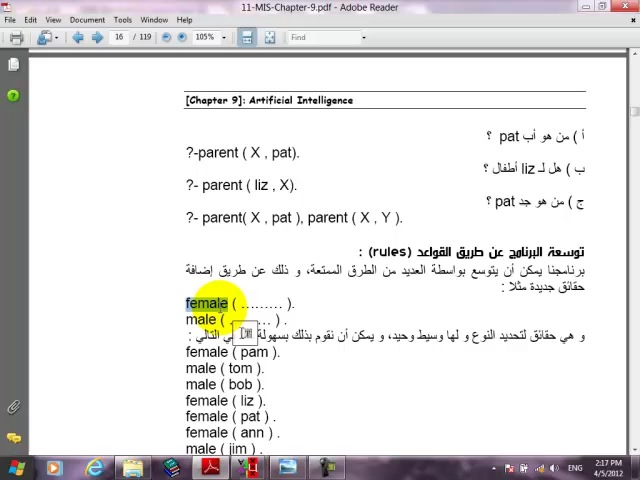 11-MIS-Chapter-9.pdf - Adobe Reader
File Edit View Document Tools Window Help
16 / 119 105% Find
[Chapter 9]: Artificial Intelligence
أ ) من هو أب pat ؟
?-parent ( X , pat).
ب ) هل لـ liz أطفال ؟
?- parent ( liz , X).
ج ) من هو جد pat ؟
?- parent( X , pat ), parent ( X , Y ).
توسعة البرنامج عن طريق القواعد (rules) :
برنامجنا يمكن أن يتوسع بواسطة العديد من الطرق الممتعة، و ذلك عن طريق إضافة
حقائق جديدة مثلا :
female ( ……… ).
male ( … ) .
و هي حقائق لتحديد النوع و لها وسيط وحيد، و يمكن أن نقوم بذلك بسهولة التالي :
female ( pam ).
male ( tom ).
male ( bob ).
female ( liz ).
female ( pat ) .
female ( ann ) .
male ( jim ) .
ENG
2:17 PM
4/5/2012